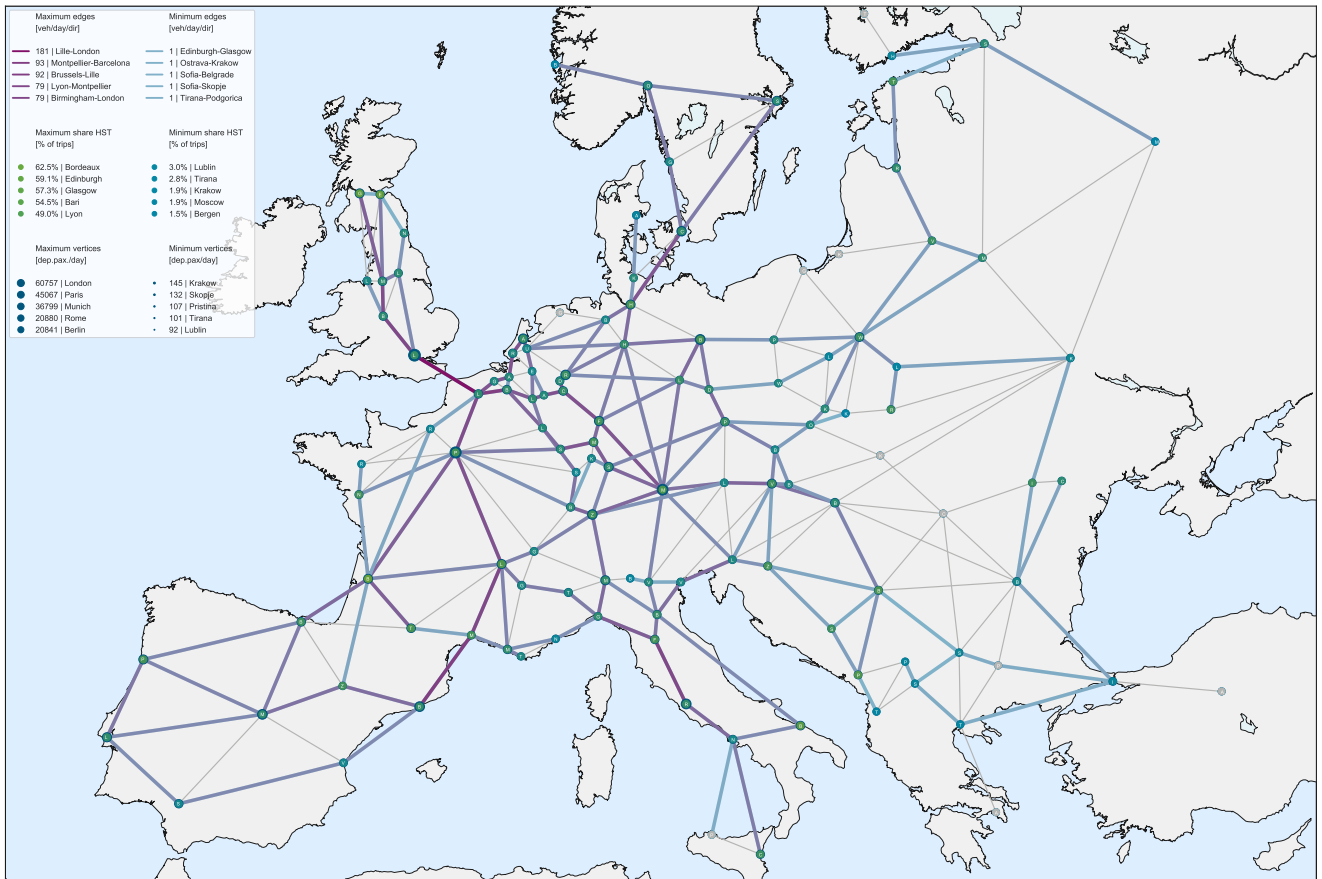 Maximum edges
[veh/day/dir]
181 | Lille-London
93 | Montpellier-Barcelona
92 | Brussels-Lille
79 | Lyon-Montpellier
79 | Birmingham-London
Minimum edges
[veh/day/dir]
1 | Edinburgh-Glasgow
1 | Ostrava-Krakow
1 | Sofia-Belgrade
1 | Sofia-Skopje
1 | Tirana-Podgorica
Maximum share HST
[% of trips]
62.5% | Bordeaux
59.1% | Edinburgh
57.3% | Glasgow
54.5% | Bari
49.0% | Lyon
Minimum share HST
[% of trips]
3.0% | Lublin
2.8% | Tirana
1.9% | Krakow
1.9% | Moscow
1.5% | Bergen
Maximum vertices
[dep.pax./day]
60757 | London
45067 | Paris
36799 | Munich
20880 | Rome
20841 | Berlin
Minimum vertices
[dep.pax/day]
145 | Krakow
132 | Skopje
107 | Pristina
101 | Tirana
92 | Lublin